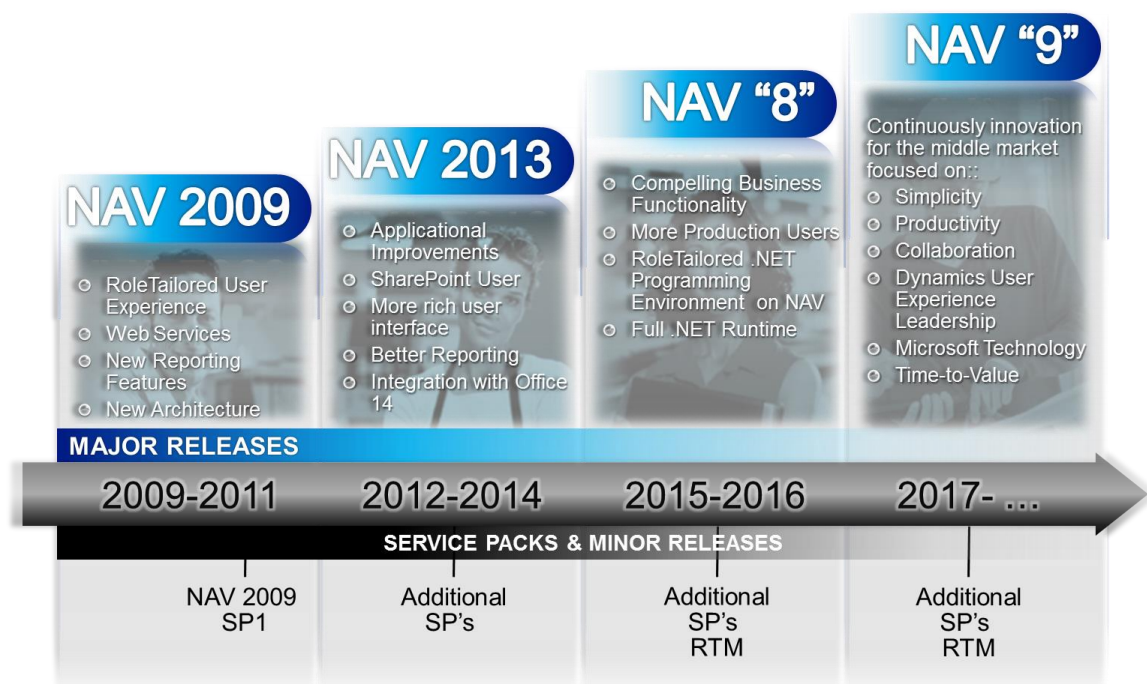 NAV 2009
RoleTailored User
Experience
Web Services
New Reporting
Features
New Architecture
NAV 2013
Applicational
Improvements
SharePoint User
More rich user
interface
Better Reporting
Integration with Office
14
NAV “8”
Compelling Business
Functionality
More Production Users
RoleTailored .NET
Programming
Environment on NAV
Full .NET Runtime
NAV “9”
Continuously innovation
for the middle market
focused on::
Simplicity
Productivity
Collaboration
Dynamics User
Experience
Leadership
Microsoft Technology
Time-to-Value
MAJOR RELEASES
2009-2011
2012-2014
2015-2016
2017- ...
SERVICE PACKS & MINOR RELEASES
NAV 2009
SP1
Additional
SP’s
Additional
SP’s
RTM
Additional
SP’s
RTM